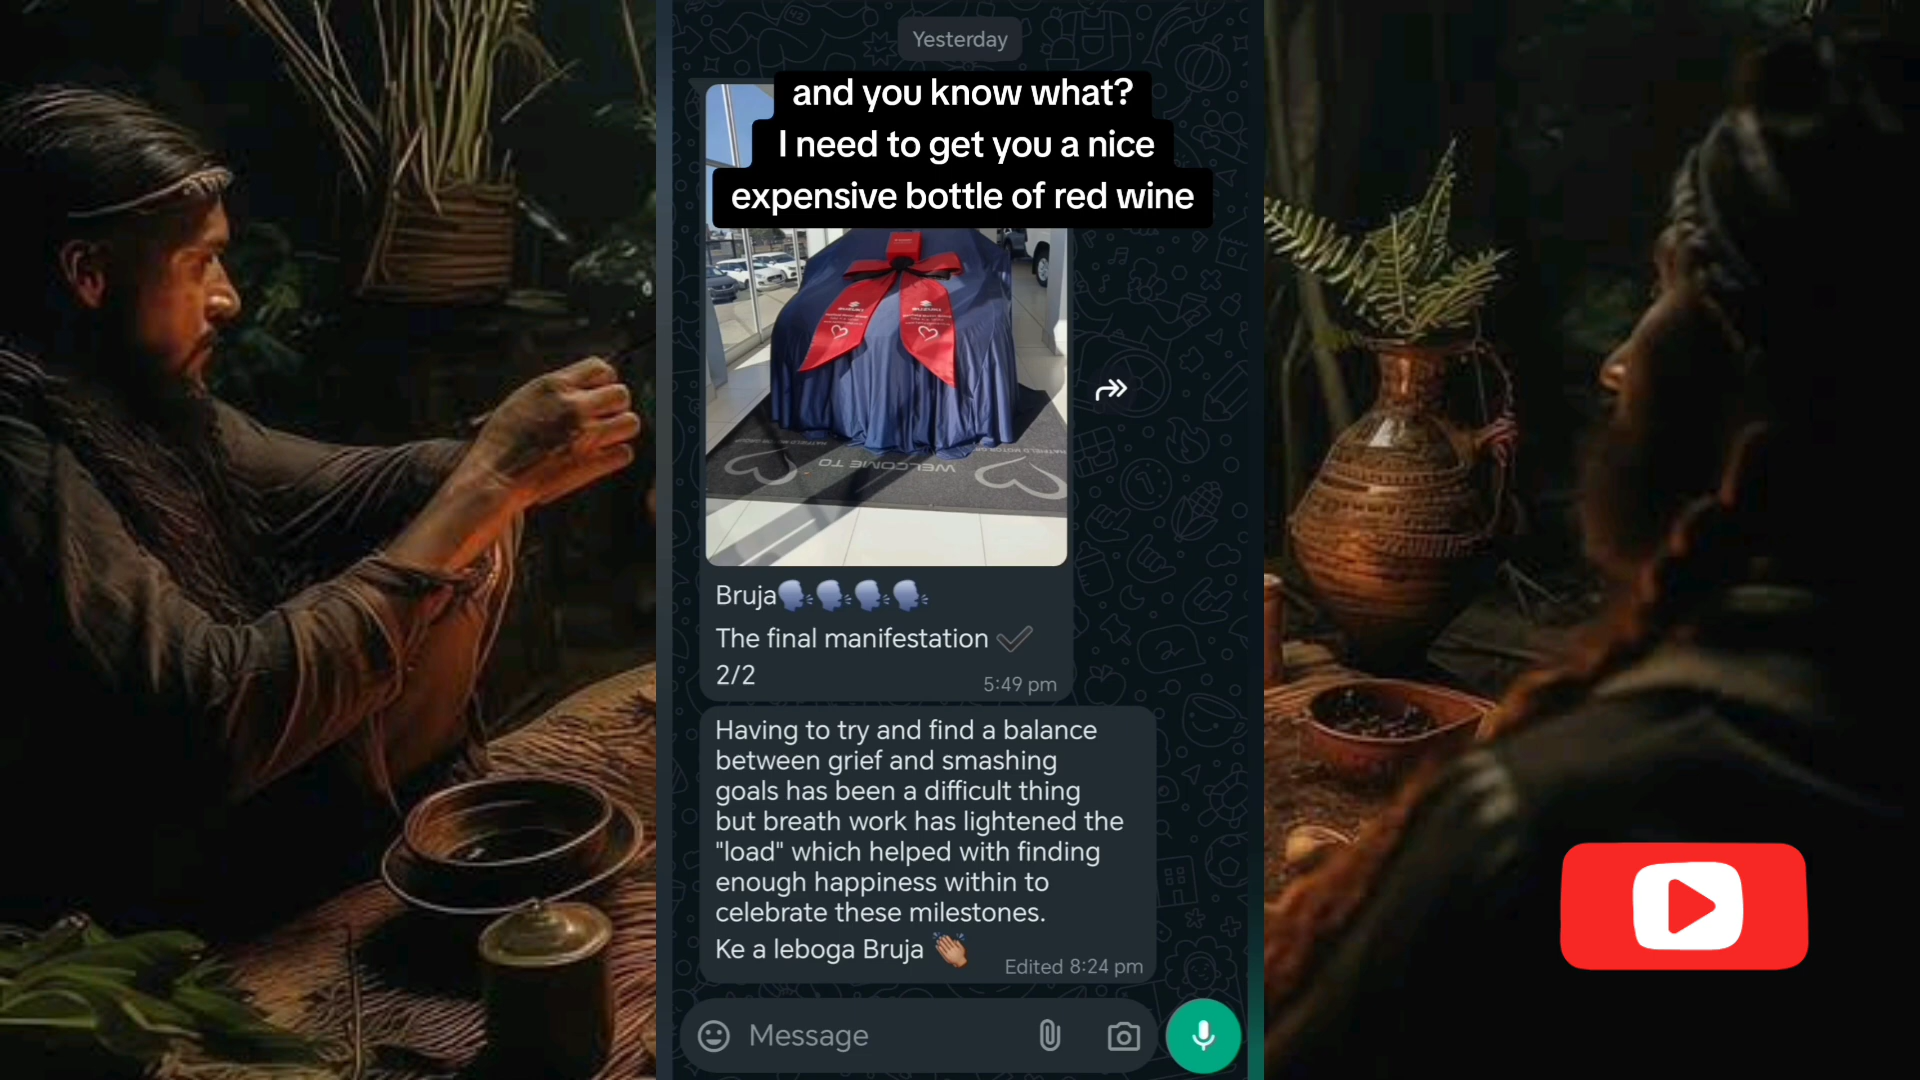 Yesterday
and you know what?
I need to get you a nice
expensive bottle of red wine
WELCOME TO
Bruja
The final manifestation
2/2
5:49 pm
Having to try and find a balance
between grief and smashing
goals has been a difficult thing
but breath work has lightened the
"load" which helped with finding
enough happiness within to
celebrate these milestones.
Ke a leboga Bruja
Edited 8:24 pm
Message